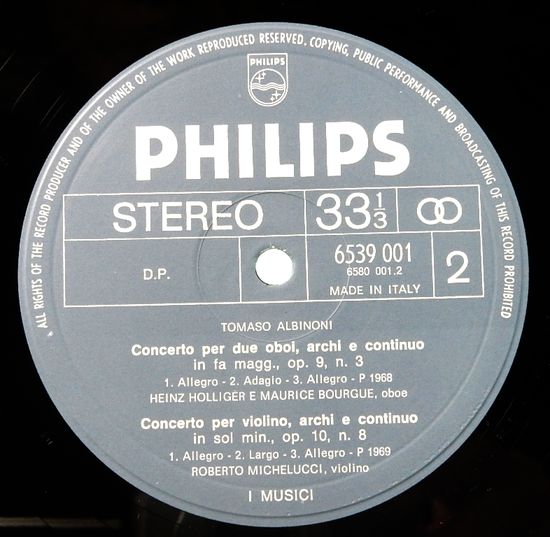 ALL RIGHTS OF THE RECORD PRODUCER AND OF THE OWNER OF THE WORK REPRODUCED RESERVED. COPYING, PUBLIC PERFORMANCE AND BROADCASTING OF THIS RECORD PROHIBITED
PHILIPS
PHILIPS
STEREO 33 1/3
D.P. 6539 001 2
6580 001.2
MADE IN ITALY
TOMASO ALBINONI
Concerto per due oboi, archi e continuo
in fa magg., op. 9, n. 3
1. Allegro - 2. Adagio - 3. Allegro - P 1968
HEINZ HOLLIGER E MAURICE BOURGUE, oboe
Concerto per violino, archi e continuo
in sol min., op. 10, n. 8
1. Allegro - 2. Largo - 3. Allegro - P 1969
ROBERTO MICHELUCCI, violino
I MUSICI